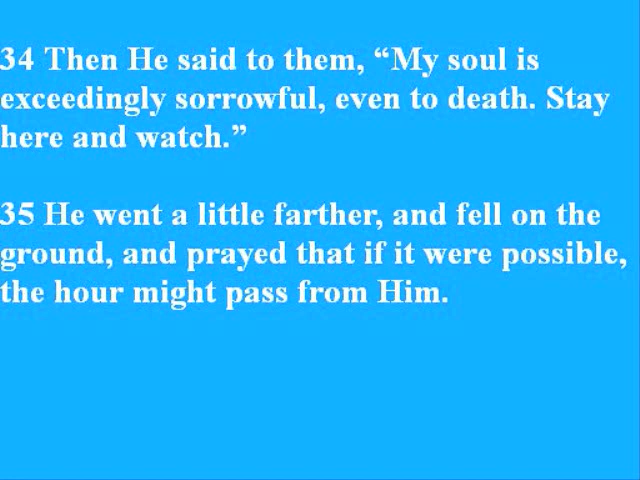 34 Then He said to them, “My soul is
exceedingly sorrowful, even to death. Stay
here and watch.”
35 He went a little farther, and fell on the
ground, and prayed that if it were possible,
the hour might pass from Him.